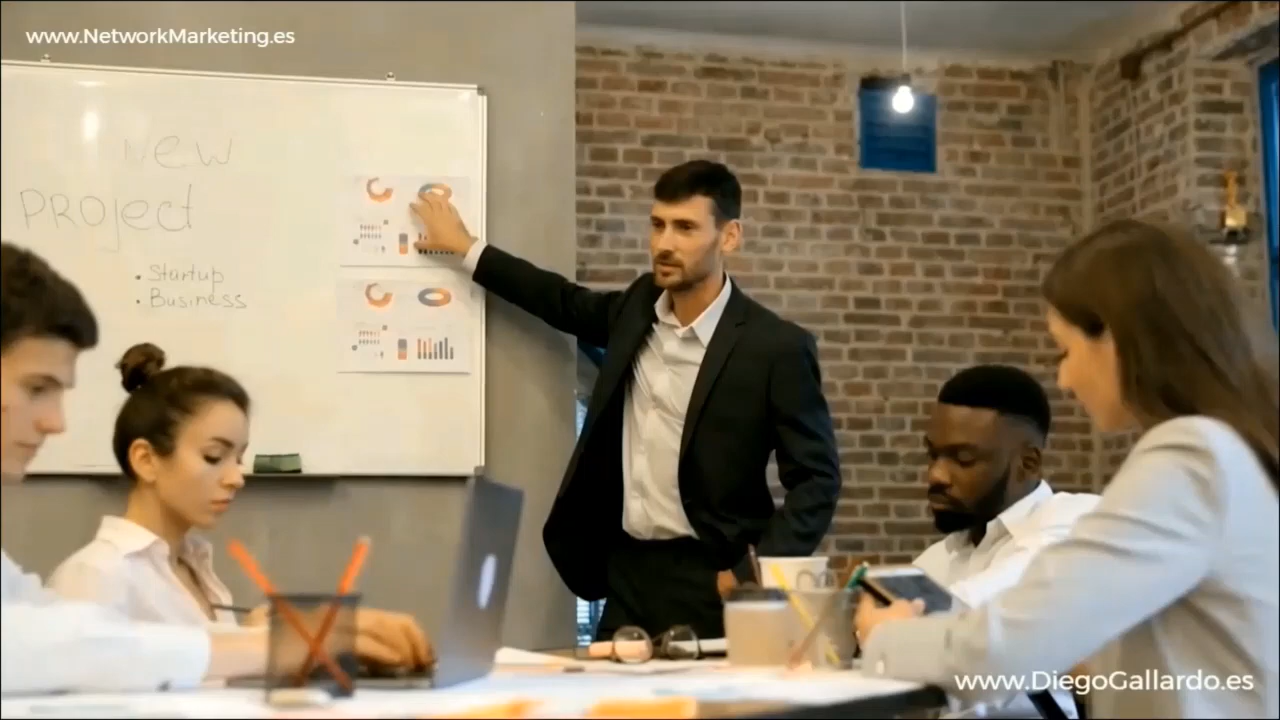 www.NetworkMarketing.es
New
PROject
• Startup
• Business
www.DiegoGallardo.es